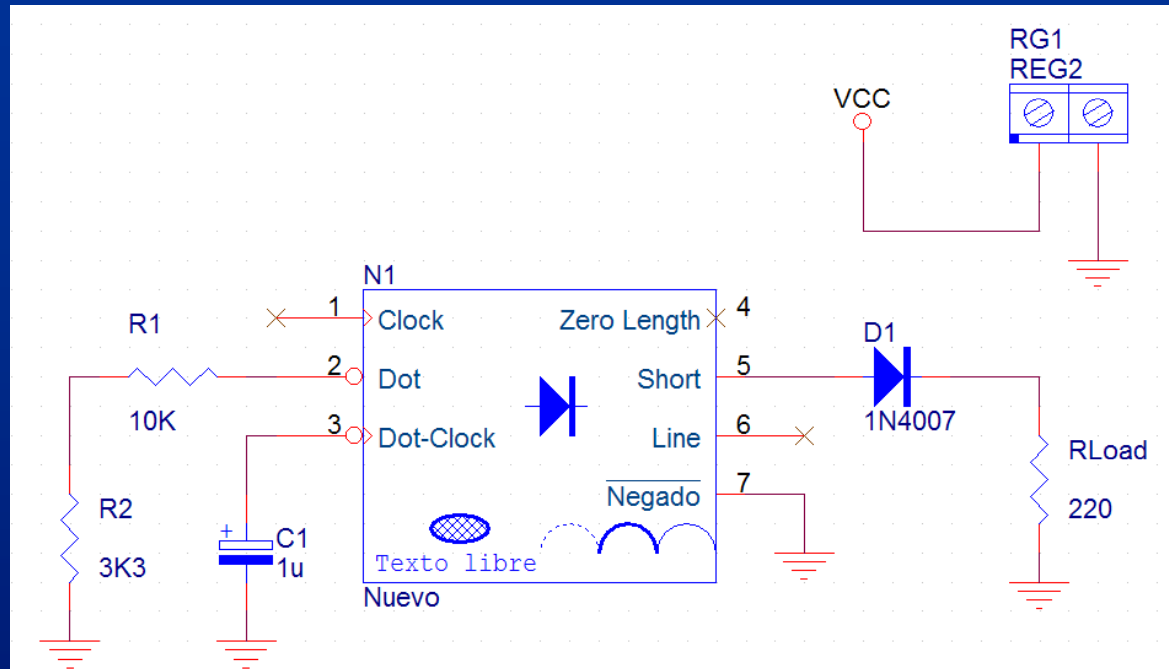 RG1
REG2
VCC
N1
1
Clock
Zero Length
4
R1
D1
2
Dot
Short
5
10K
1N4007
3
Dot-Clock
Line
6
RLoad
R2
Negado
7
220
3K3
+
C1
1u
Texto libre
Nuevo